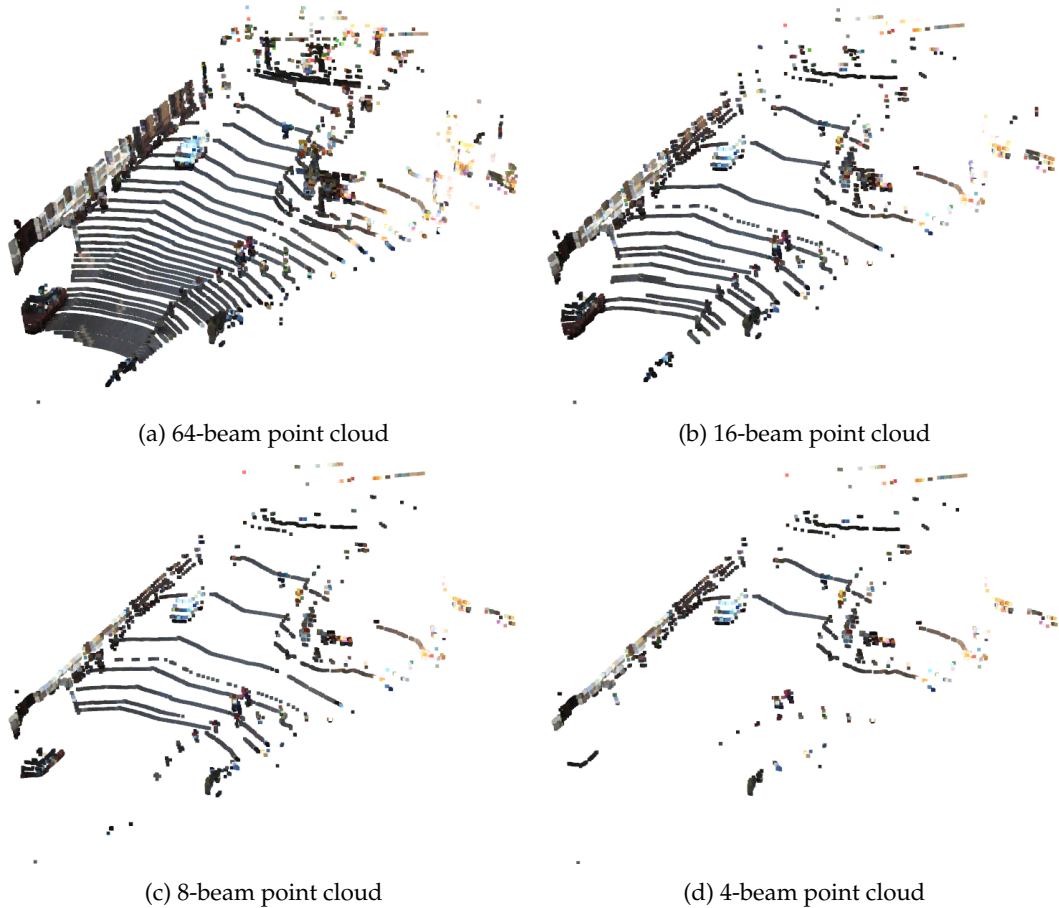 (a) 64-beam point cloud
(b) 16-beam point cloud
(c) 8-beam point cloud
(d) 4-beam point cloud